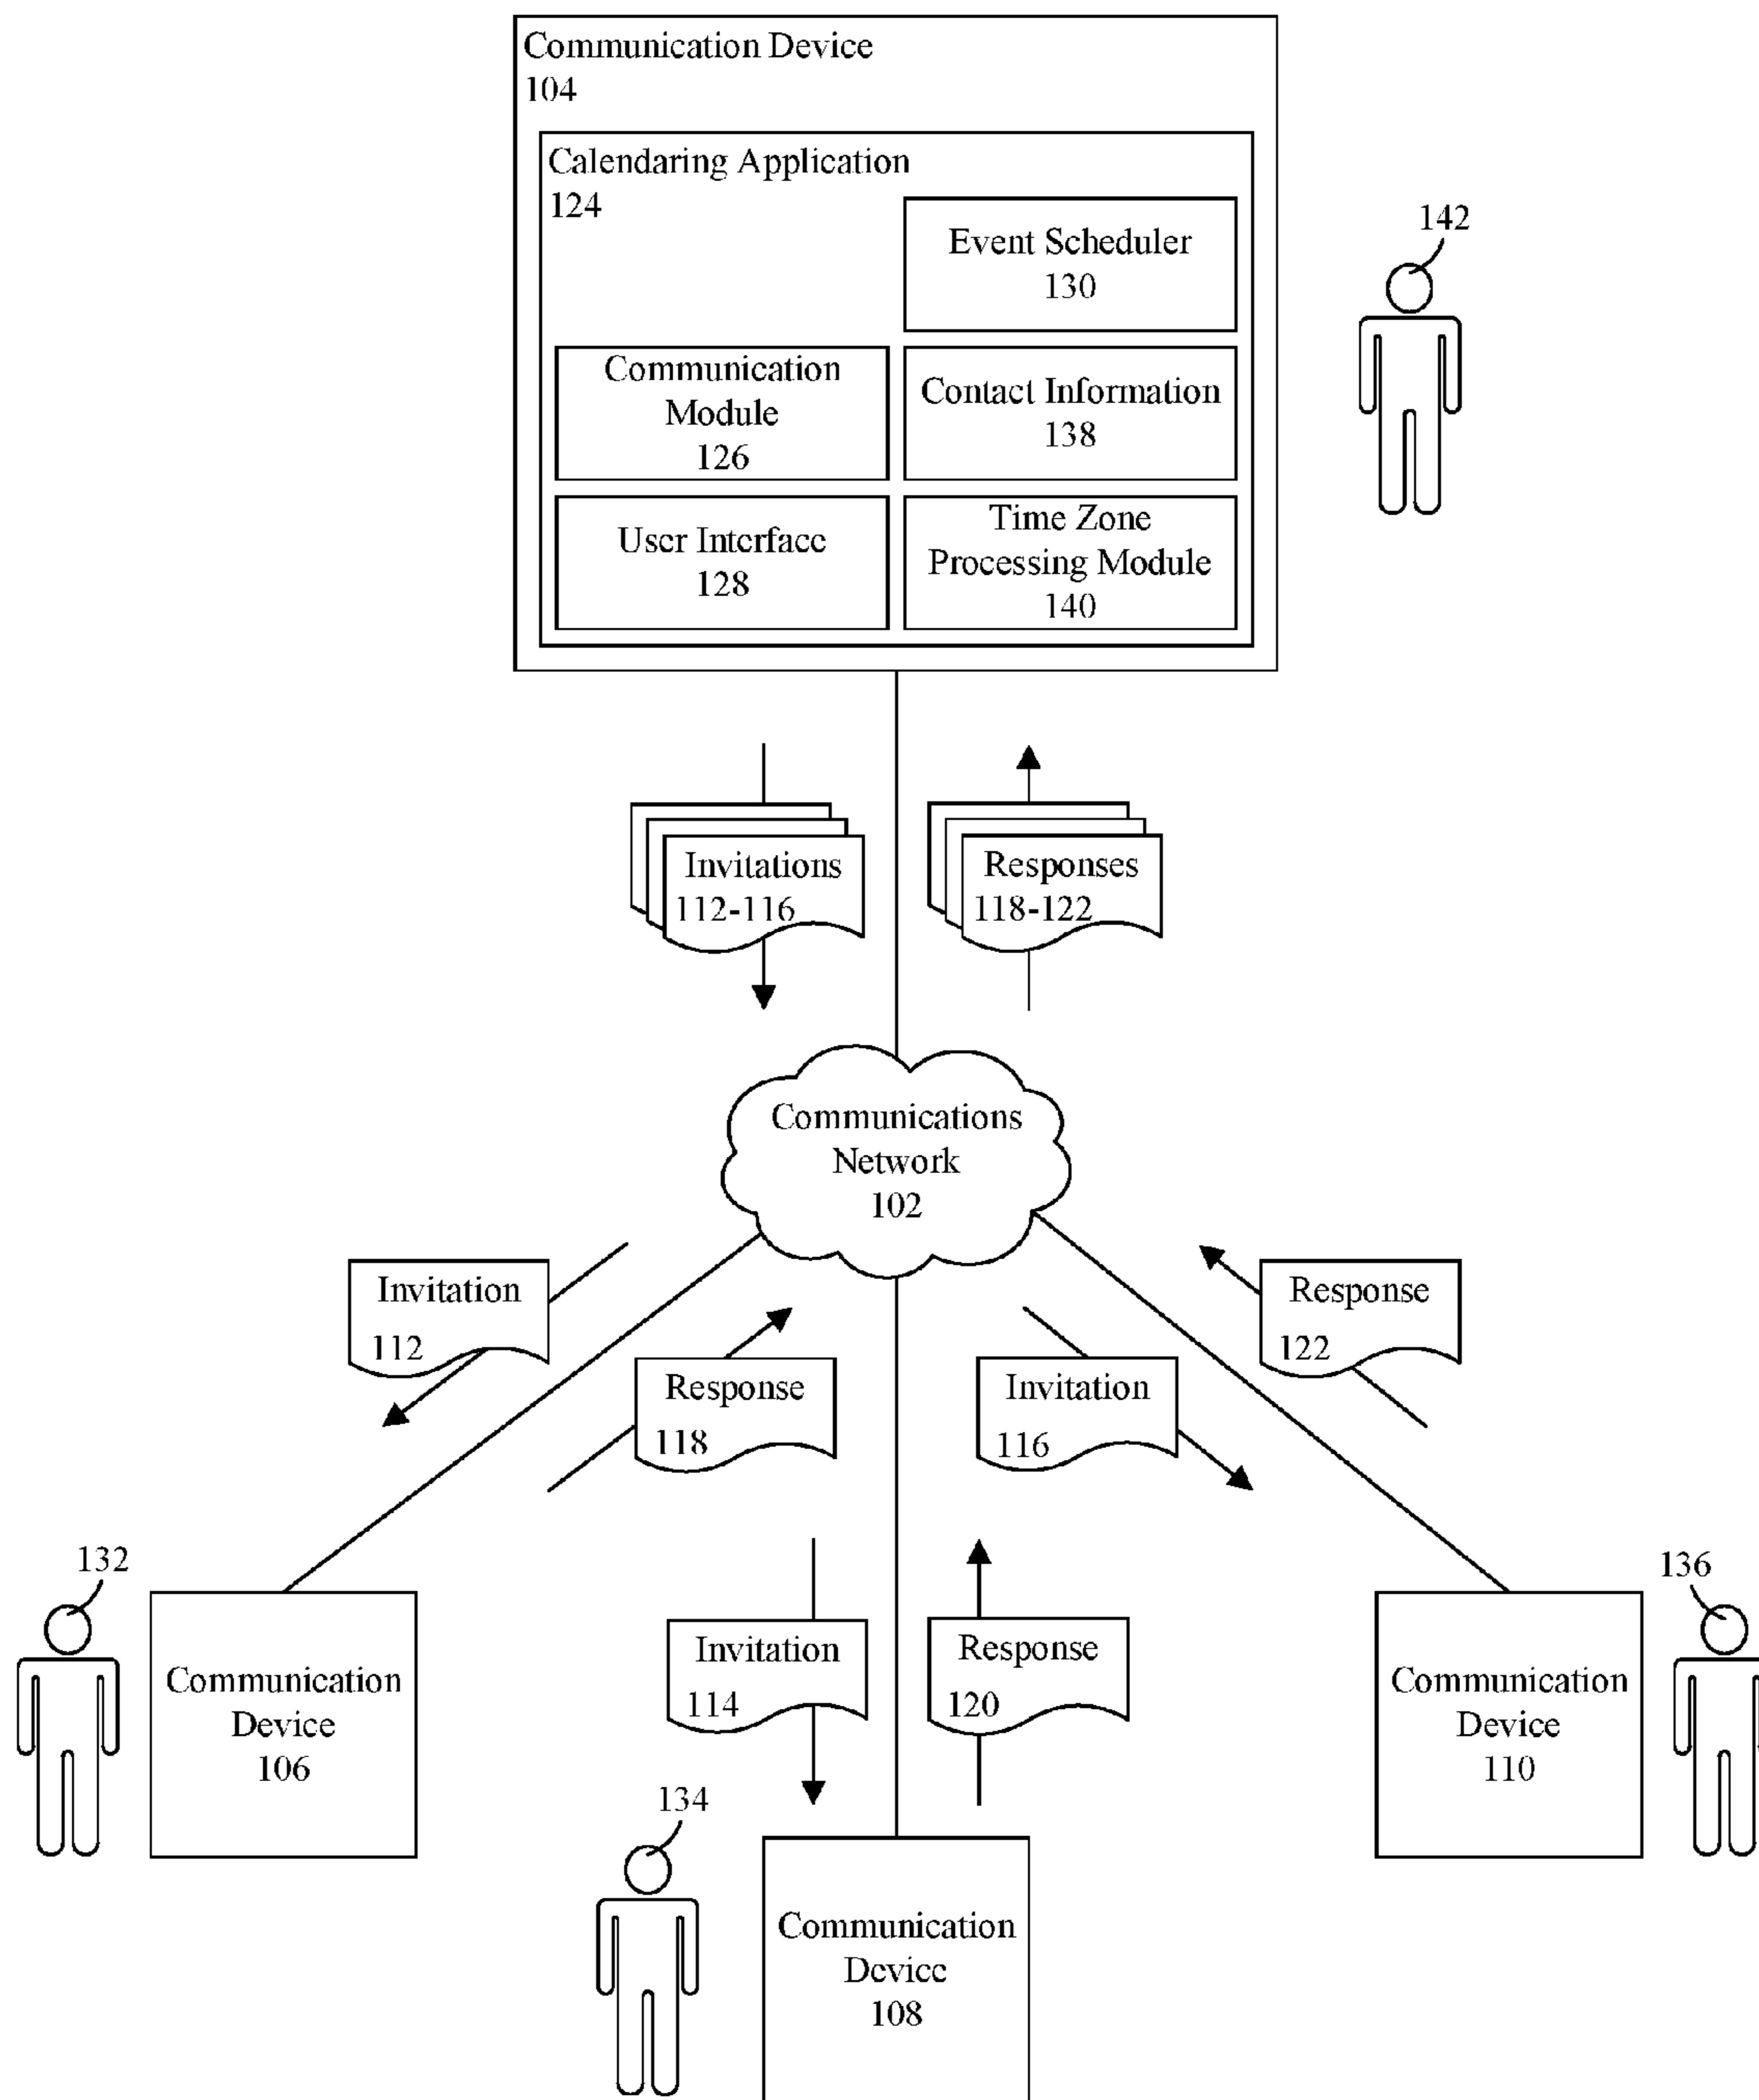 Communication Device
104
Calendaring Application
124
142
Event Scheduler
130
Communication
Module
126
Contact Information
138
User Interface
128
Time Zone
Processing Module
140
Invitations
112-116
Responses
118-122
Communications
Network
102
Invitation
112
Response
122
Response
118
Invitation
116
132
136
Invitation
114
Response
120
Communication
Device
106
Communication
Device
110
134
Communication
Device
108